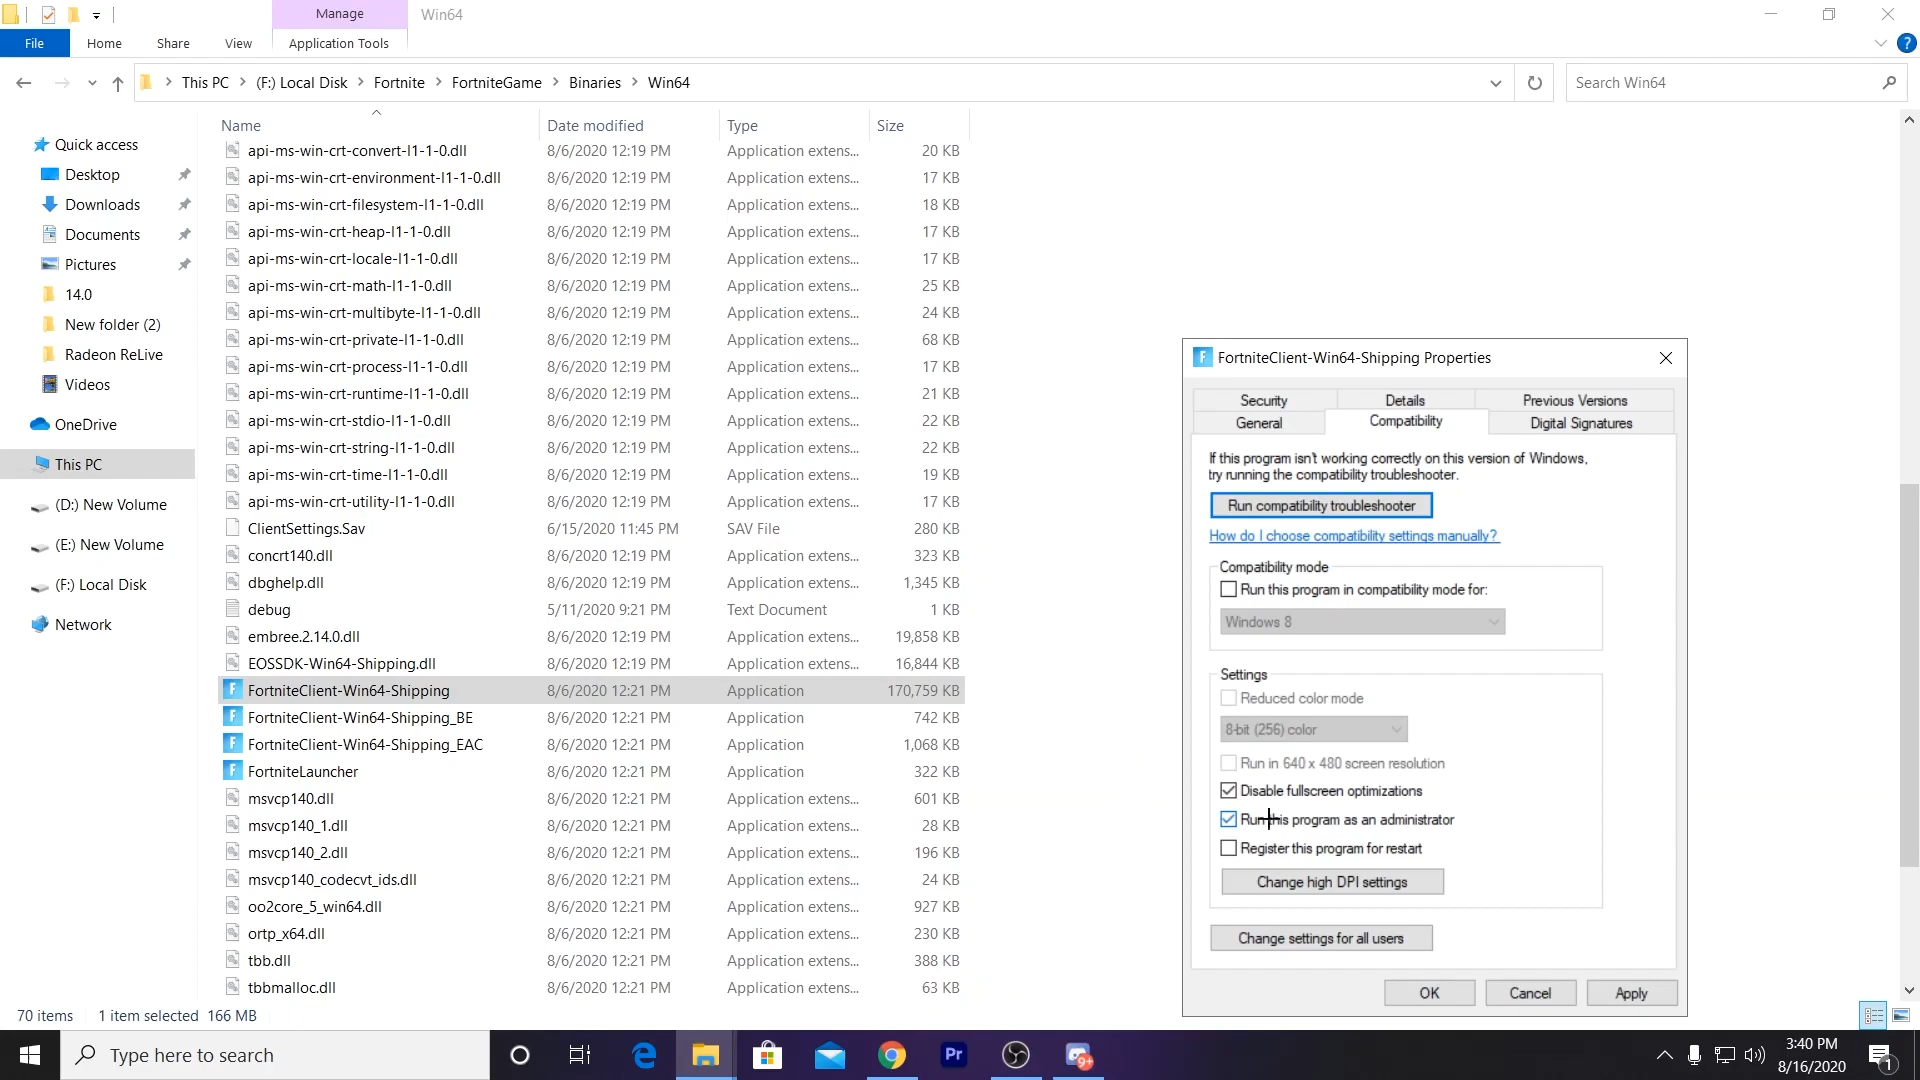 Manage
Win64
File
Home
Share
View
Application Tools
This PC
(F:) Local Disk
Fortnite
FortniteGame
Binaries
Win64
Search Win64
Name
Date modified
Type
Size
Quick access
Desktop
Downloads
Documents
Pictures
14.0
New folder (2)
Radeon ReLive
Videos
OneDrive
This PC
(D:) New Volume
(E:) New Volume
(F:) Local Disk
Network
api-ms-win-crt-convert-l1-1-0.dll 8/6/2020 12:19 PM Application extens... 20 KB
api-ms-win-crt-environment-l1-1-0.dll 8/6/2020 12:19 PM Application extens... 17 KB
api-ms-win-crt-filesystem-l1-1-0.dll 8/6/2020 12:19 PM Application extens... 18 KB
api-ms-win-crt-heap-l1-1-0.dll 8/6/2020 12:19 PM Application extens... 17 KB
api-ms-win-crt-locale-l1-1-0.dll 8/6/2020 12:19 PM Application extens... 17 KB
api-ms-win-crt-math-l1-1-0.dll 8/6/2020 12:19 PM Application extens... 25 KB
api-ms-win-crt-multibyte-l1-1-0.dll 8/6/2020 12:19 PM Application extens... 24 KB
api-ms-win-crt-private-l1-1-0.dll 8/6/2020 12:19 PM Application extens... 68 KB
api-ms-win-crt-process-l1-1-0.dll 8/6/2020 12:19 PM Application extens... 17 KB
api-ms-win-crt-runtime-l1-1-0.dll 8/6/2020 12:19 PM Application extens... 21 KB
api-ms-win-crt-stdio-l1-1-0.dll 8/6/2020 12:19 PM Application extens... 22 KB
api-ms-win-crt-string-l1-1-0.dll 8/6/2020 12:19 PM Application extens... 22 KB
api-ms-win-crt-time-l1-1-0.dll 8/6/2020 12:19 PM Application extens... 19 KB
api-ms-win-crt-utility-l1-1-0.dll 8/6/2020 12:19 PM Application extens... 17 KB
ClientSettings.Sav 6/15/2020 11:45 PM SAV File 280 KB
concrt140.dll 8/6/2020 12:19 PM Application extens... 323 KB
dbghelp.dll 8/6/2020 12:19 PM Application extens... 1,345 KB
debug 5/11/2020 9:21 PM Text Document 1 KB
embree.2.14.0.dll 8/6/2020 12:19 PM Application extens... 19,858 KB
EOSSDK-Win64-Shipping.dll 8/6/2020 12:19 PM Application extens... 16,844 KB
FortniteClient-Win64-Shipping 8/6/2020 12:21 PM Application 170,759 KB
FortniteClient-Win64-Shipping_BE 8/6/2020 12:21 PM Application 742 KB
FortniteClient-Win64-Shipping_EAC 8/6/2020 12:21 PM Application 1,068 KB
FortniteLauncher 8/6/2020 12:21 PM Application 322 KB
msvcp140.dll 8/6/2020 12:21 PM Application extens... 601 KB
msvcp140_1.dll 8/6/2020 12:21 PM Application extens... 28 KB
msvcp140_2.dll 8/6/2020 12:21 PM Application extens... 196 KB
msvcp140_codecvt_ids.dll 8/6/2020 12:21 PM Application extens... 24 KB
oo2core_5_win64.dll 8/6/2020 12:21 PM Application extens... 927 KB
ortp_x64.dll 8/6/2020 12:21 PM Application extens... 230 KB
tbb.dll 8/6/2020 12:21 PM Application extens... 388 KB
tbbmalloc.dll 8/6/2020 12:21 PM Application extens... 63 KB
FortniteClient-Win64-Shipping Properties
Security
Details
Previous Versions
General
Compatibility
Digital Signatures
If this program isn't working correctly on this version of Windows,
try running the compatibility troubleshooter.
Run compatibility troubleshooter
How do I choose compatibility settings manually?
Compatibility mode
Run this program in compatibility mode for:
Windows 8
Settings
Reduced color mode
8-bit (256) color
Run in 640 x 480 screen resolution
Disable fullscreen optimizations
Run this program as an administrator
Register this program for restart
Change high DPI settings
Change settings for all users
OK
Cancel
Apply
70 items
1 item selected 166 MB
Type here to search
Pr
9+
3:40 PM
8/16/2020
1